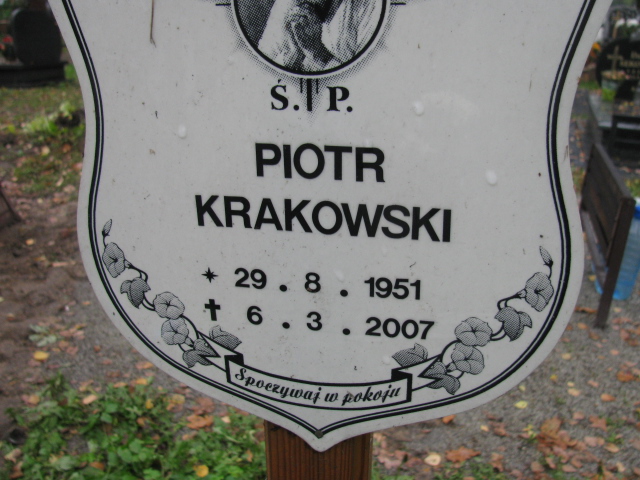 Ś. P.
PIOTR
KRAKOWSKI
* 29 . 8 . 1951
✝ 6 . 3 . 2007
Spoczywaj w pokoju